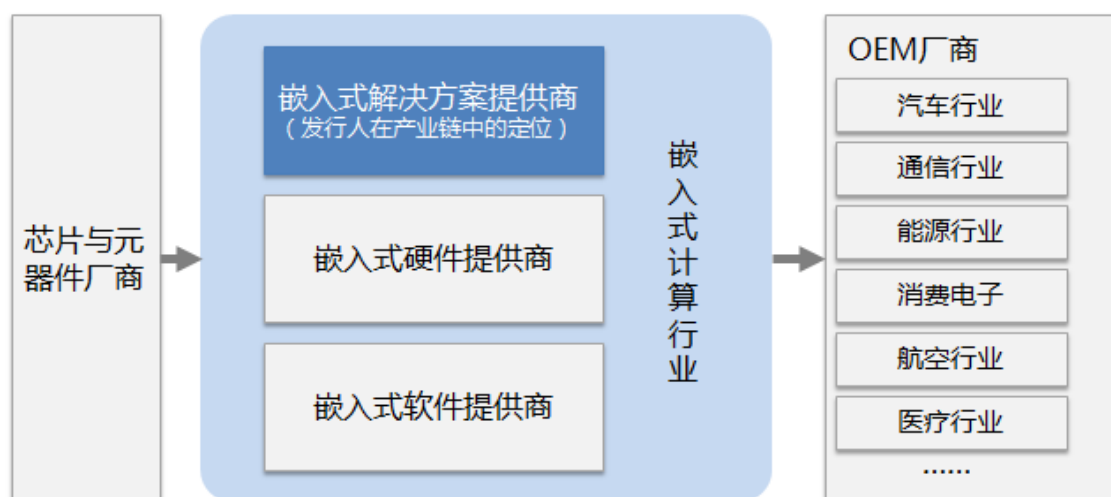 芯片与元
器件厂商
嵌入式解决方案提供商
（发行人在产业链中的定位）
嵌入式硬件提供商
嵌入式软件提供商
嵌入式计算行业
OEM厂商
汽车行业
通信行业
能源行业
消费电子
航空行业
医疗行业
……